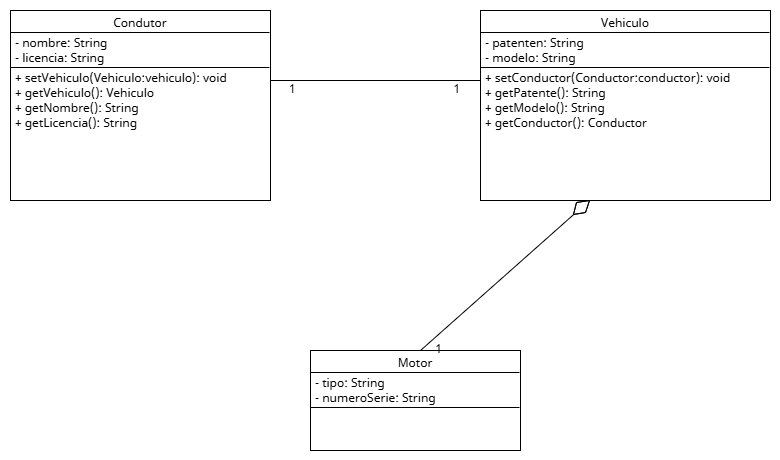 Condutor
- nombre: String
- licencia: String
+ setVehiculo(Vehiculo:vehiculo): void
+ getVehiculo(): Vehiculo
+ getNombre(): String
+ getLicencia(): String
1
1
Vehiculo
- patenten: String
- modelo: String
+ setConductor(Conductor:conductor): void
+ getPatente(): String
+ getModelo(): String
+ getConductor(): Conductor
1
Motor
- tipo: String
- numeroSerie: String